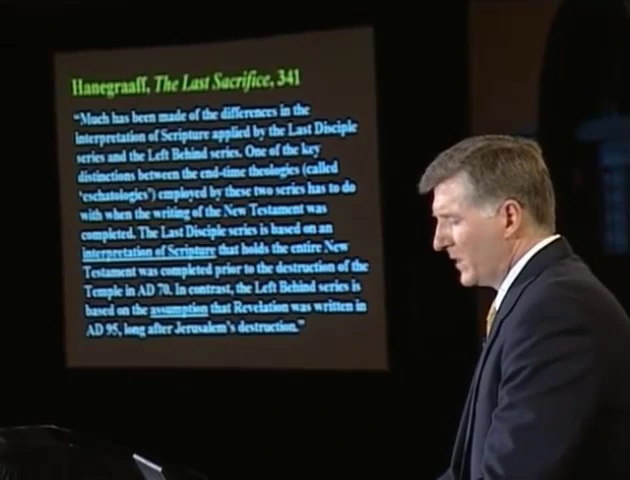 Hanegraaff, The Last Sacrifice, 341
“Much has been made of the differences in the
interpretation of Scripture applied by the Last Disciple
series and the Left Behind series. One of the key
distinctions between the end-time theologies (called
‘eschatologies’) employed by these two series has to do
with when the writing of the New Testament was
completed. The Last Disciple series is based on an
interpretation of Scripture that holds the entire New
Testament was completed prior to the destruction of the
Temple in AD 70. In contrast, the Left Behind series is
based on the assumption that Revelation was written in
AD 95, long after Jerusalem’s destruction.”